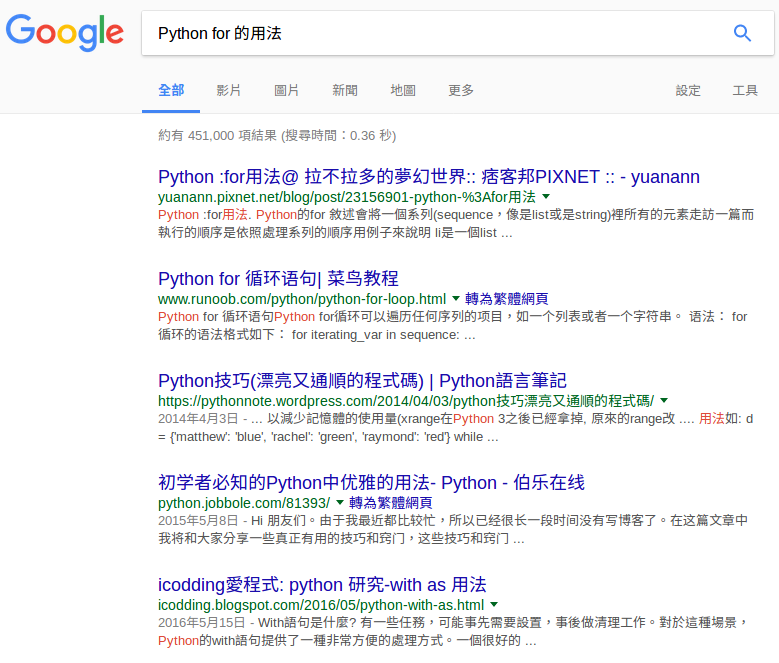 Google
Python for 的用法
全部 影片 圖片 新聞 地圖 更多 設定 工具
約有 451,000 項結果 (搜尋時間：0.36 秒)
Python :for用法@ 拉不拉多的夢幻世界:: 痞客邦PIXNET :: - yuanann
yuanann.pixnet.net/blog/post/23156901-python-%3Afor用法
Python :for用法. Python的for 敘述會將一個系列(sequence，像是list或是string)裡所有的元素走訪一篇而
執行的順序是依照處理系列的順序用例子來說明 li是一個list ...
Python for 循环语句| 菜鸟教程
www.runoob.com/python/python-for-loop.html 轉為繁體網頁
Python for 循环语句Python for循环可以遍历任何序列的项目，如一个列表或者一个字符串。 语法： for
循环的语法格式如下： for iterating_var in sequence: ...
Python技巧(漂亮又通順的程式碼) | Python語言筆記
https://pythonnote.wordpress.com/2014/04/03/python技巧漂亮又通順的程式碼/
2014年4月3日 - ... 以減少記憶體的使用量(xrange在Python 3之後已經拿掉, 原來的range改 .... 用法如: d
= {'matthew': 'blue', 'rachel': 'green', 'raymond': 'red'} while ...
初学者必知的Python中优雅的用法- Python - 伯乐在线
python.jobbole.com/81393/ 轉為繁體網頁
2015年5月8日 - Hi 朋友们。由于我最近都比较忙，所以已经很长一段时间没有写博客了。在这篇文章中
我将和大家分享一些真正有用的技巧和窍门，这些技巧和窍门 ...
icodding愛程式: python 研究-with as 用法
icodding.blogspot.com/2016/05/python-with-as.html
2016年5月15日 - With語句是什麼? 有一些任務，可能事先需要設置，事後做清理工作。對於這種場景，
Python的with語句提供了一種非常方便的處理方式。一個很好的 ...